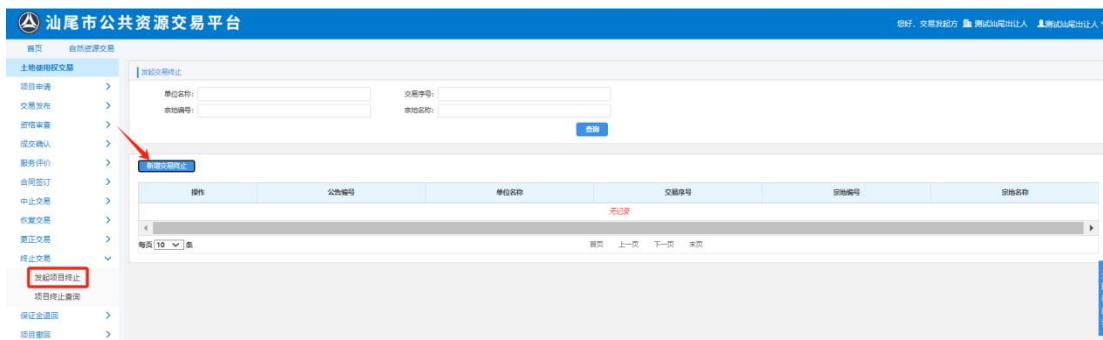 汕尾市公共资源交易平台
您好，交易发起方 测试汕尾出让人 测试汕尾出让人
首页 自然资源交易
土地使用权交易
项目申请
交易发布
资格审查
成交确认
服务评价
合同签订
中止交易
恢复交易
更正交易
终止交易
发起项目终止
项目终止查询
保证金退回
项目撤回
发起交易终止
单位名称: 交易序号:
宗地编号: 宗地名称:
查询
新增交易终止
操作 公告编号 单位名称 交易序号 宗地编号 宗地名称
无记录
每页 10 条 首页 上一页 下一页 末页